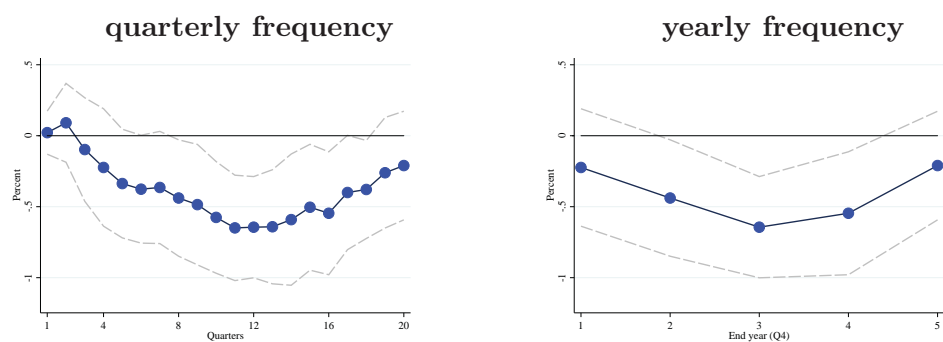 quarterly frequency
.5
0
-.5
-1
Percent
1 4 8 12 16 20
Quarters
yearly frequency
.5
0
-.5
-1
Percent
1 2 3 4 5
End year (Q4)